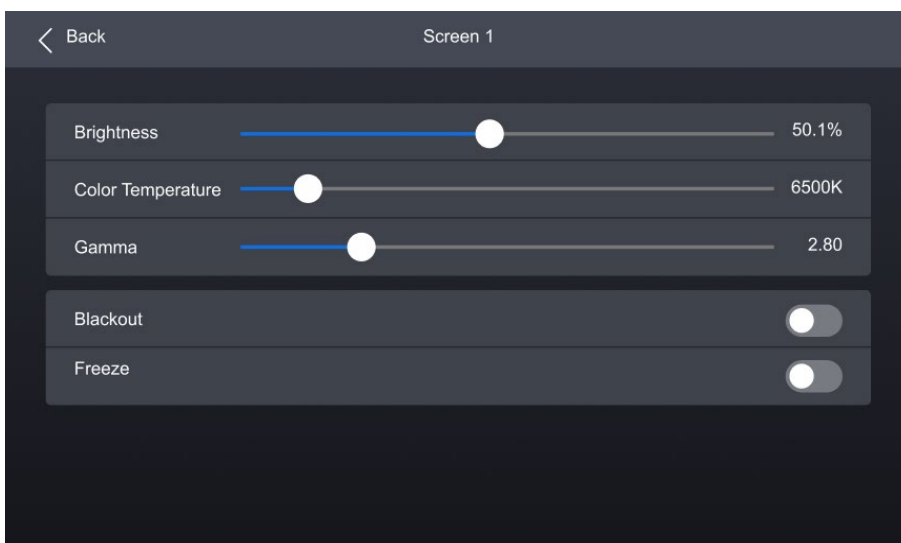 Back
Screen 1
Brightness 50.1%
Color Temperature 6500K
Gamma 2.80
Blackout
Freeze